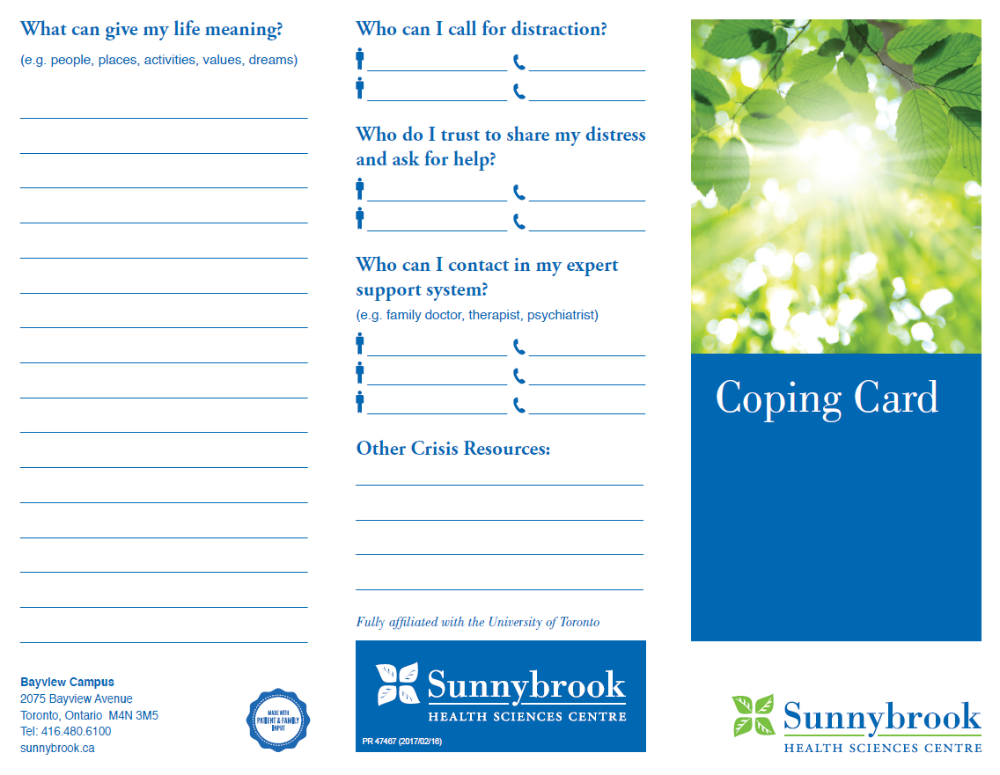 What can give my life meaning?
(e.g. people, places, activities, values, dreams)
Bayview Campus
2075 Bayview Avenue
Toronto, Ontario  M4N 3M5
Tel: 416.480.6100
sunnybrook.ca
MADE WITH
PATIENT & FAMILY
INPUT
Who can I call for distraction?
Who do I trust to share my distress
and ask for help?
Who can I contact in my expert
support system?
(e.g. family doctor, therapist, psychiatrist)
Other Crisis Resources:
Fully affiliated with the University of Toronto
Sunnybrook
HEALTH SCIENCES CENTRE
PR 47467 (2017/02/16)
Coping Card
Sunnybrook
HEALTH SCIENCES CENTRE